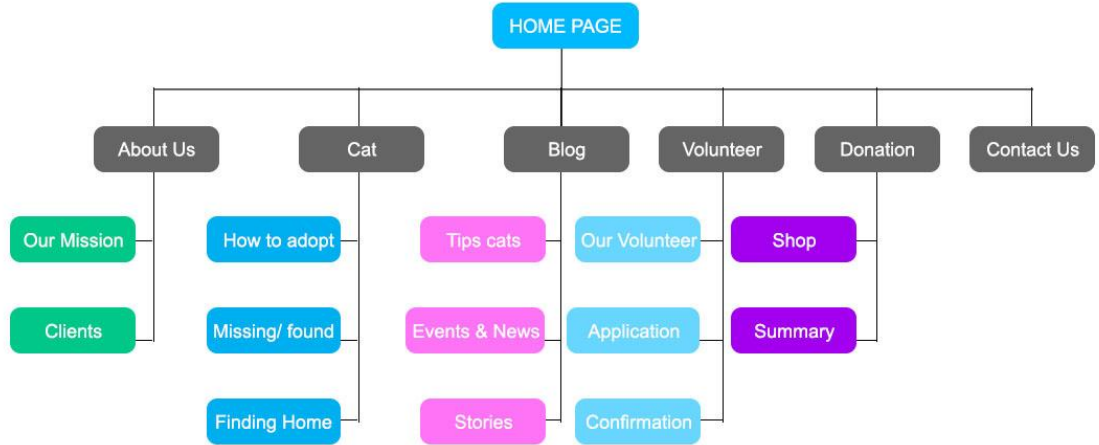 HOME PAGE
About Us
Cat
Blog
Volunteer
Donation
Contact Us
Our Mission
How to adopt
Tips cats
Our Volunteer
Shop
Clients
Missing/ found
Events & News
Application
Summary
Finding Home
Stories
Confirmation